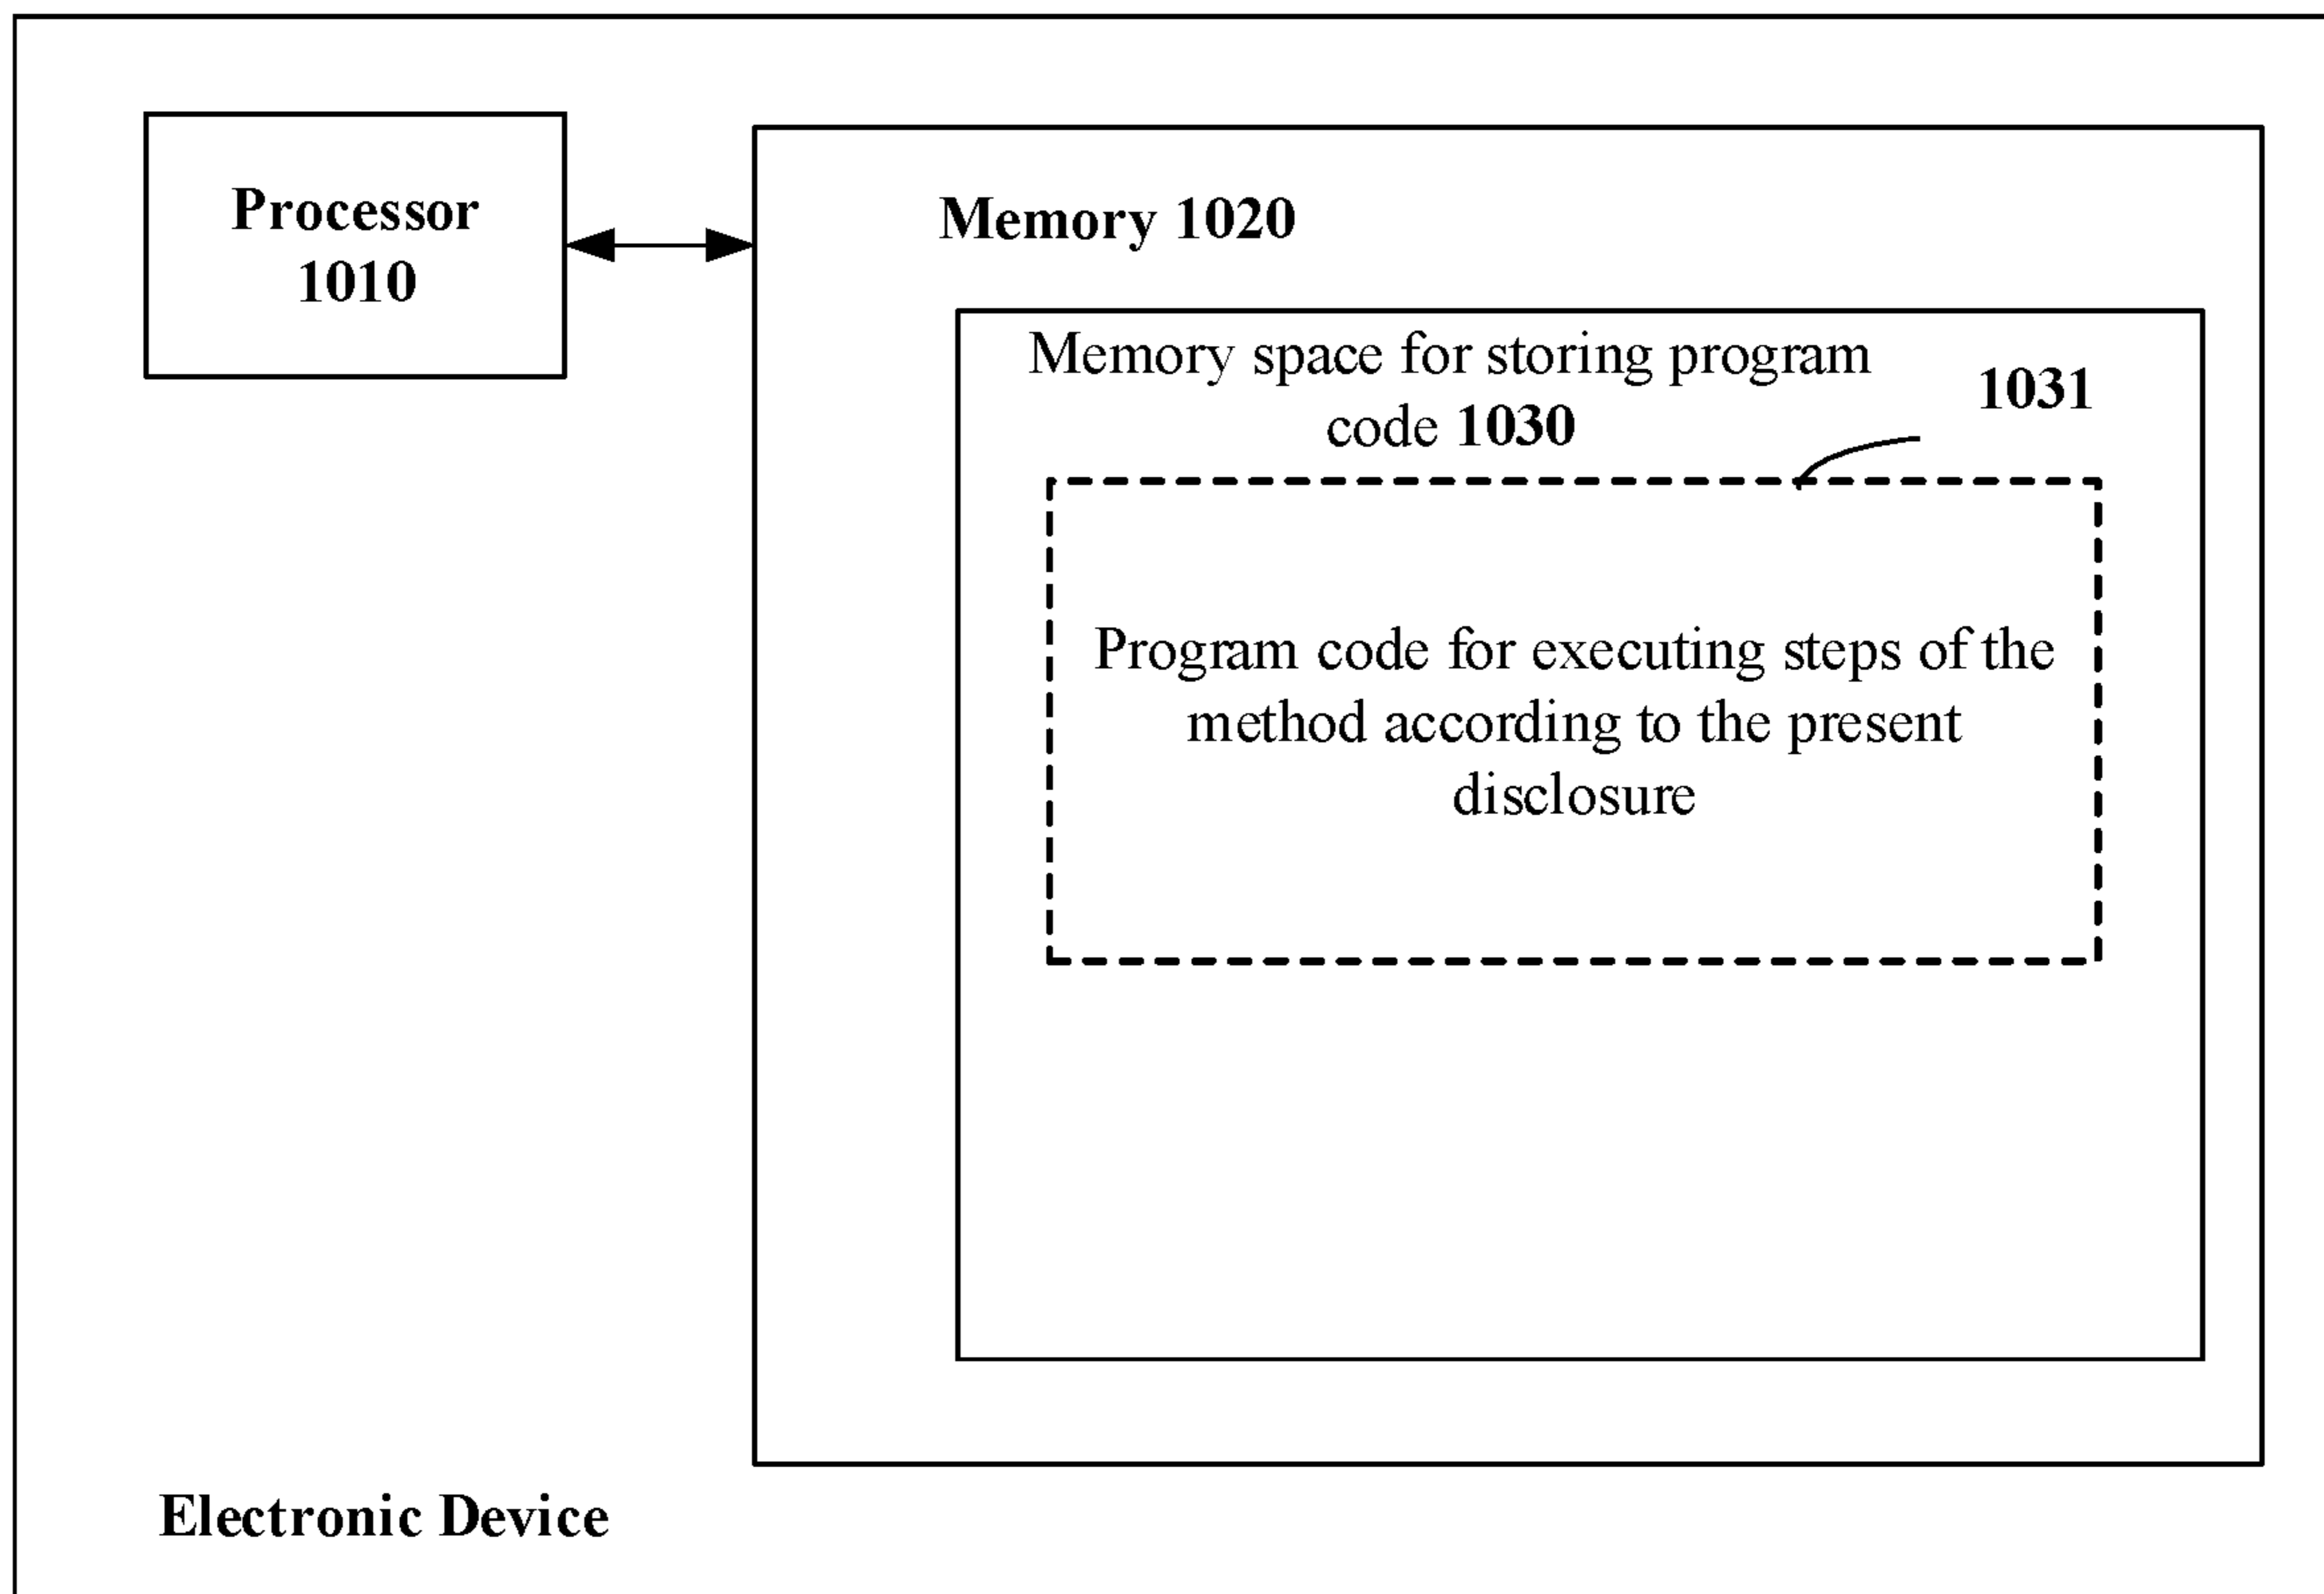 Processor
1010
Memory 1020
Memory space for storing program
code 1030
1031
Program code for executing steps of the
method according to the present
disclosure
Electronic Device